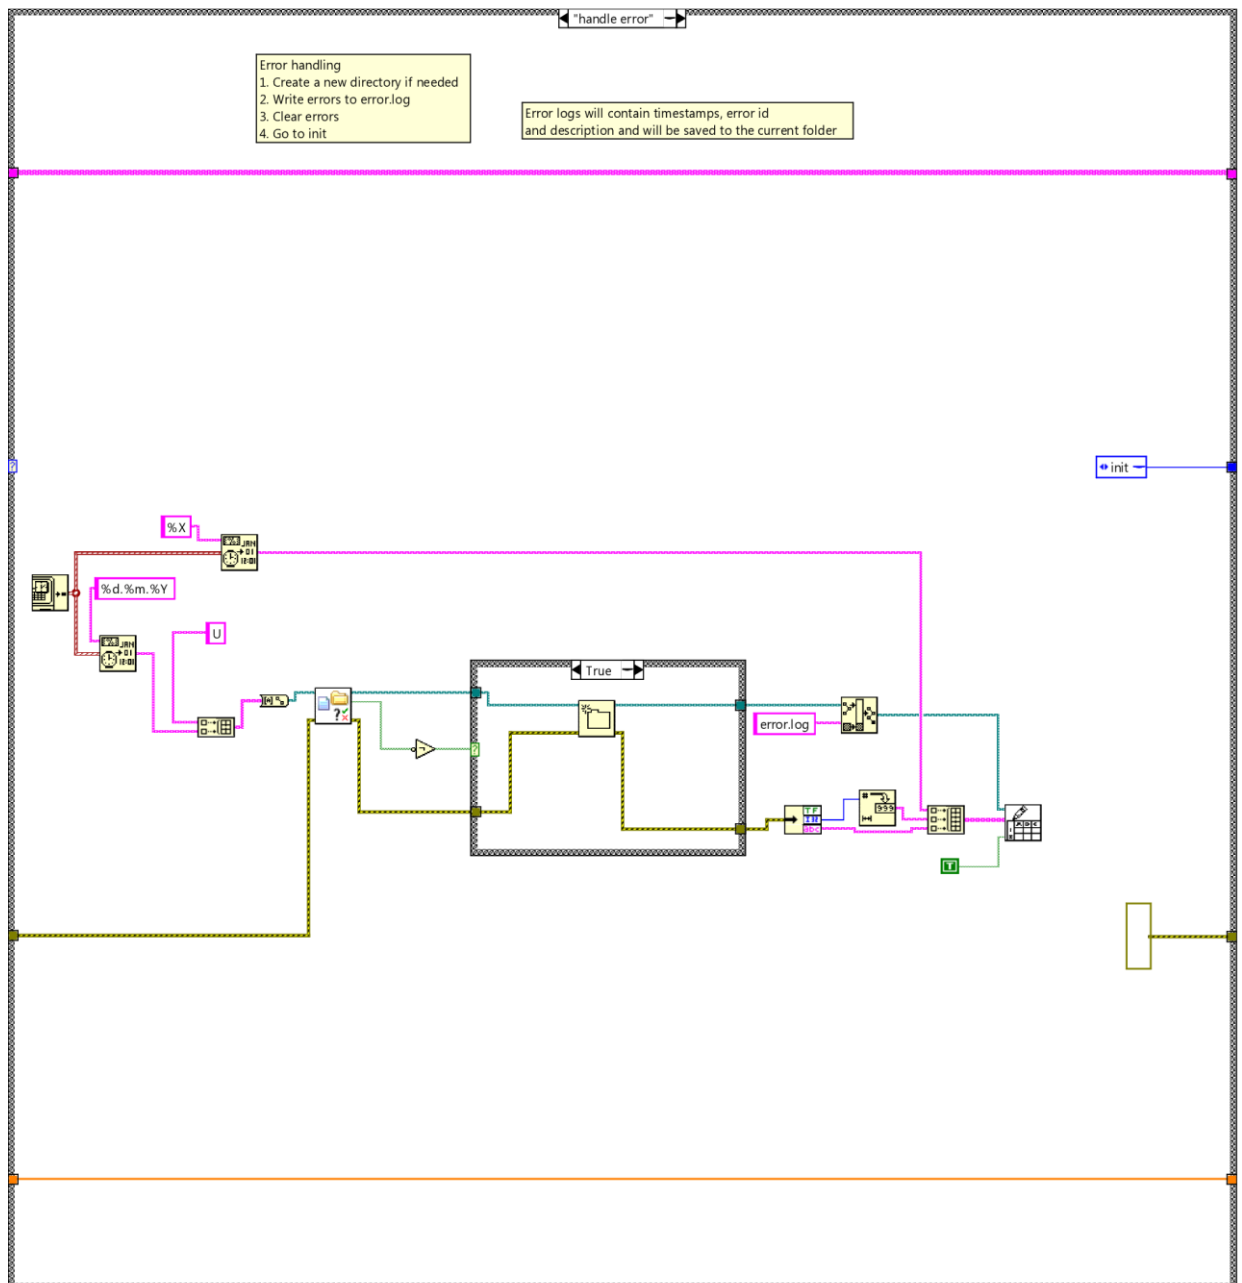 "handle error"
Error handling
1. Create a new directory if needed
2. Write errors to error.log
3. Clear errors
4. Go to init
Error logs will contain timestamps, error id
and description and will be saved to the current folder
?
init
%X
%d.%m.%Y
U
True
?
error.log
TF
abc
T